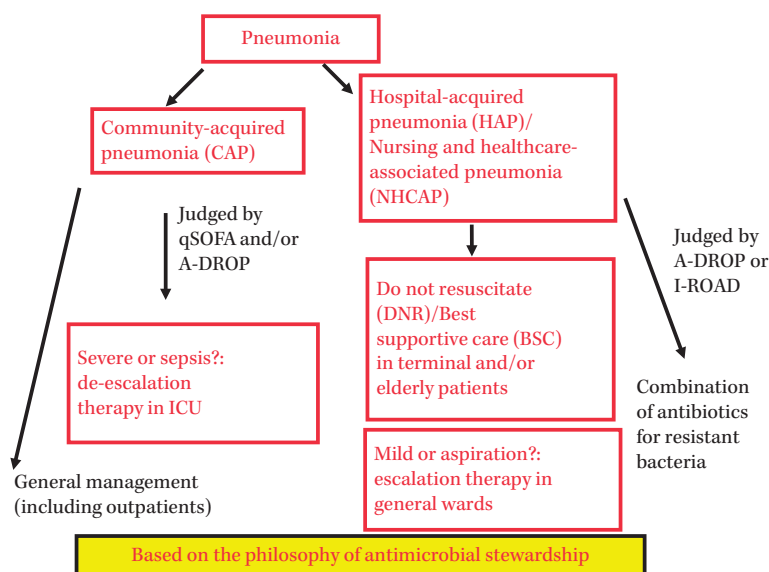 Pneumonia
Community-acquired
pneumonia (CAP)
Hospital-acquired
pneumonia (HAP)/
Nursing and healthcare-
associated pneumonia
(NHCAP)
Judged by
qSOFA and/or
A-DROP
Judged by
A-DROP or
I-ROAD
Severe or sepsis?:
de-escalation
therapy in ICU
Do not resuscitate
(DNR)/Best
supportive care (BSC)
in terminal and/or
elderly patients
Combination
of antibiotics
for resistant
bacteria
Mild or aspiration?:
escalation therapy in
general wards
General management
(including outpatients)
Based on the philosophy of antimicrobial stewardship